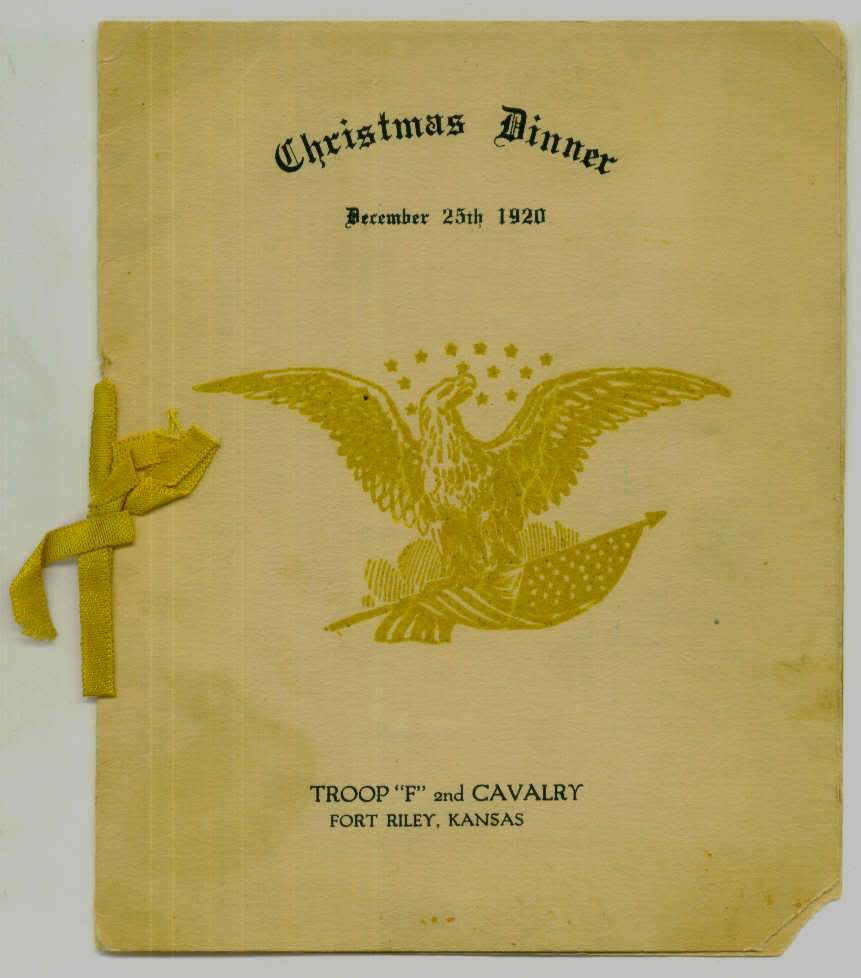 Christmas Dinner
December 25th 1920
TROOP "F" 2nd CAVALRY
FORT RILEY, KANSAS